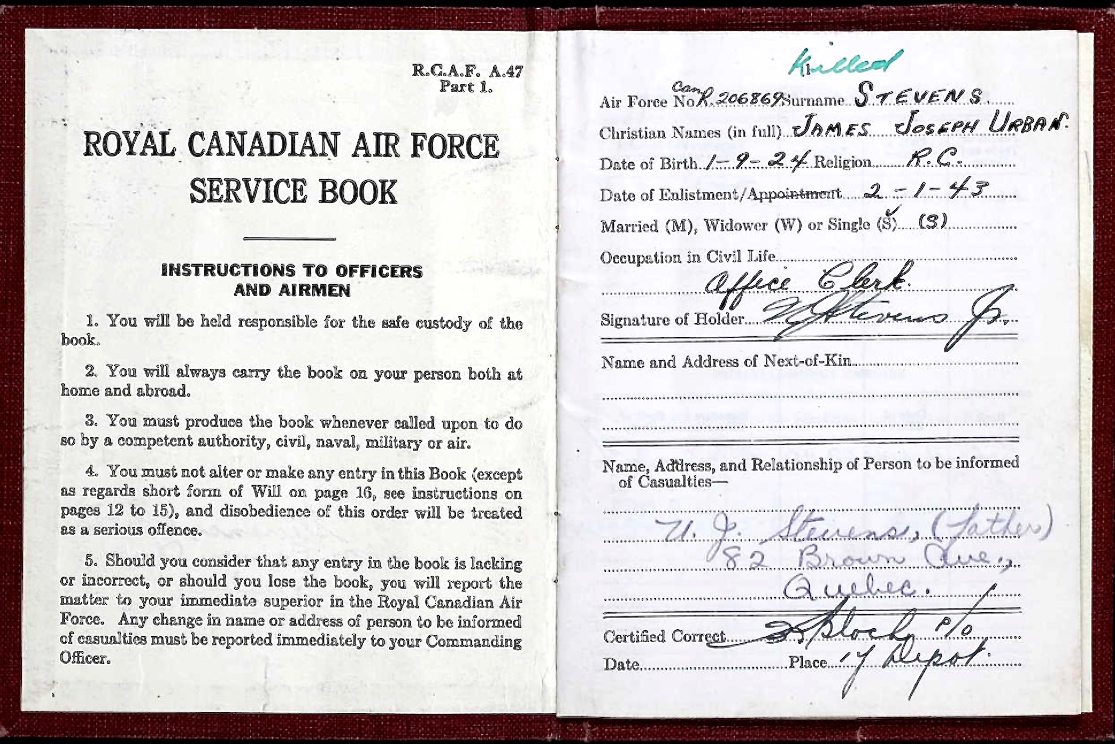 R.C.A.F. A.47
Part 1.
ROYAL CANADIAN AIR FORCE
SERVICE BOOK
INSTRUCTIONS TO OFFICERS
AND AIRMEN
1. You will be held responsible for the safe custody of the
book.
2. You will always carry the book on your person both at
home and abroad.
3. You must produce the book whenever called upon to do
so by a competent authority, civil, naval, military or air.
4. You must not alter or make any entry in this Book (except
as regards short form of Will on page 16, see instructions on
pages 12 to 15), and disobedience of this order will be treated
as a serious offence.
5. Should you consider that any entry in the book is lacking
or incorrect, or should you lose the book, you will report the
matter to your immediate superior in the Royal Canadian Air
Force. Any change in name or address of person to be informed
of casualties must be reported immediately to your Commanding
Officer.
Killed
Air Force No. Can/R.206869 Surname STEVENS.
Christian Names (in full) JAMES JOSEPH URBAN.
Date of Birth 1-9-24 Religion R.C.
Date of Enlistment/Appointment 2-1-43
Married (M), Widower (W) or Single (S) (S)
Occupation in Civil Life
Office Clerk.
Signature of Holder Stevens Jr.
Name and Address of Next-of-Kin
Name, Address, and Relationship of Person to be informed
of Casualties—
U. J. Stevens, (father)
82 Brown Ave.,
Quebec.
Certified Correct Bloch P/O
Date Place "Y" Depot.